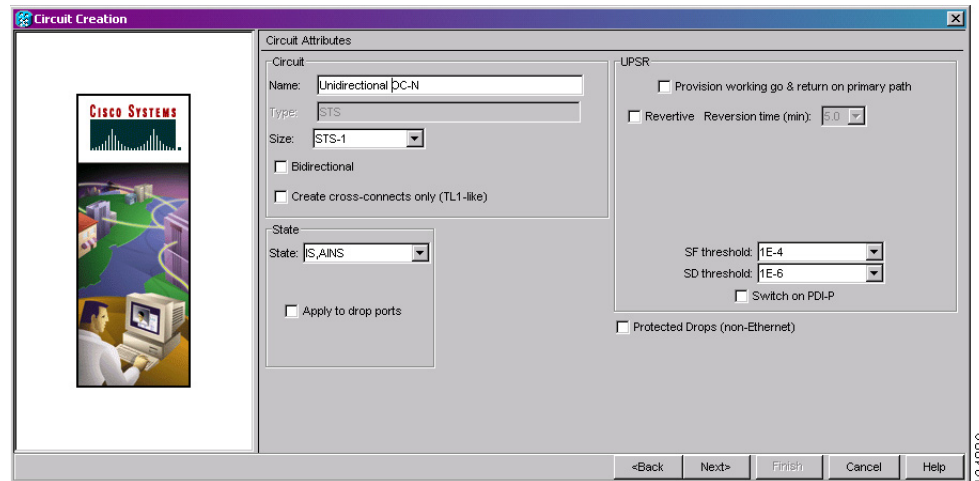 Circuit Creation
Circuit Attributes
Circuit
Name: Unidirectional OC-N
Type: STS
Size: STS-1
Bidirectional
Create cross-connects only (TL1-like)
State
State: IS,AINS
Apply to drop ports
UPSR
Provision working go & return on primary path
Revertive Reversion time (min): 5.0
SF threshold: 1E-4
SD threshold: 1E-6
Switch on PDI-P
Protected Drops (non-Ethernet)
CISCO SYSTEMS
<Back Next> Finish Cancel Help